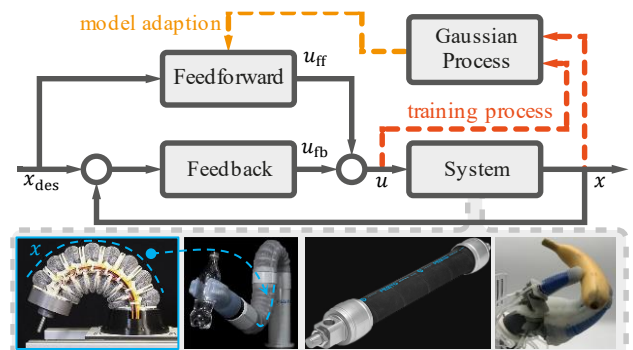 model adaption
Gaussian
Process
u_ff
Feedforward
training process
Feedback
u_fb
System
x_des
u
x
x